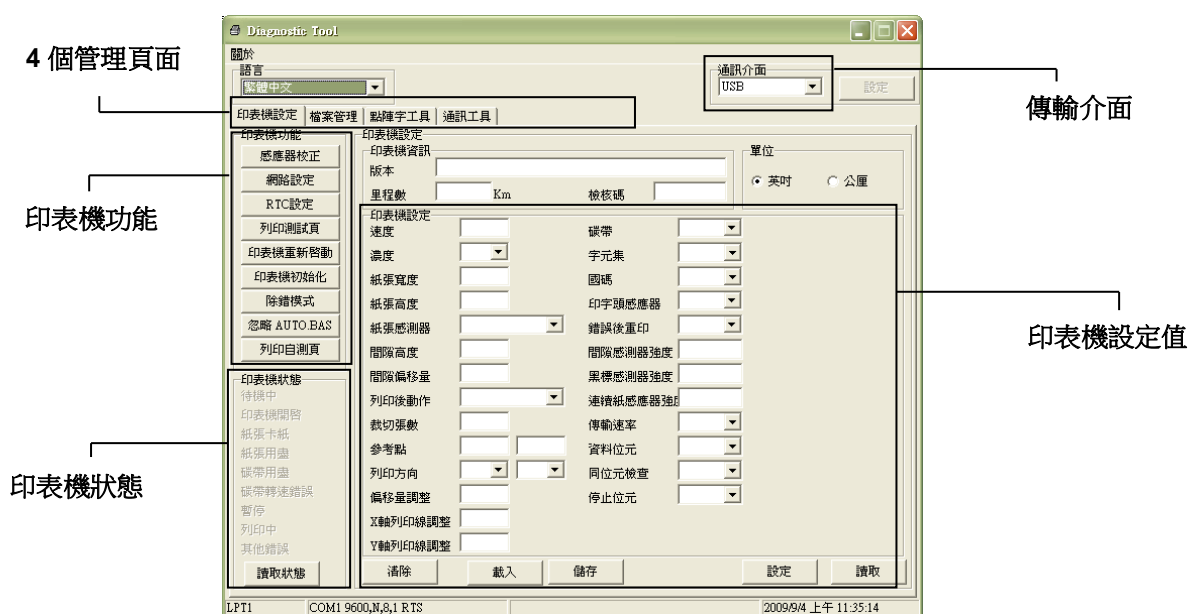 Diagnostic Tool
關於
語言
繁體中文
通訊介面
USB
設定
4 個管理頁面
傳輸介面
印表機設定 檔案管理 點陣字工具 通訊工具
印表機功能
感應器校正
網路設定
RTC設定
列印測試頁
印表機重新啓動
印表機初始化
除錯模式
忽略 AUTO.BAS
列印自測頁
印表機功能
印表機設定
印表機資訊
版本
里程數 Km 檢核碼
單位
英吋 公厘
印表機設定
速度 碳帶
濃度 字元集
紙張寬度 國碼
紙張高度 印字頭感應器
紙張感測器 錯誤後重印
間隙高度 間隙感測器強度
間隙偏移量 黑標感測器強度
列印後動作 連續紙感應器強度
裁切張數 傳輸速率
參考點 資料位元
列印方向 同位元檢查
偏移量調整 停止位元
X軸列印線調整
Y軸列印線調整
清除 載入 儲存 設定 讀取
印表機設定值
印表機狀態
待機中
印表機開啓
紙張卡紙
紙張用盡
碳帶用盡
碳帶轉速錯誤
暫停
列印中
其他錯誤
讀取狀態
印表機狀態
LPT1 COM1 9600,N,8,1 RTS 2009/9/4 上午 11:35:14